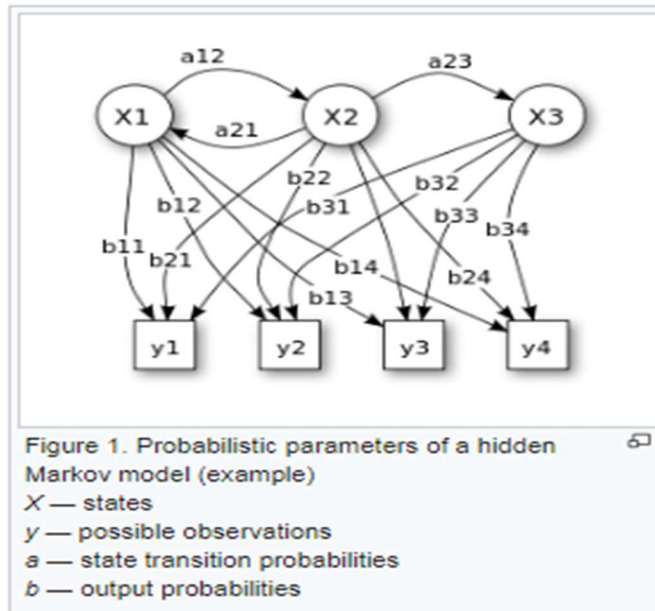 a12
a23
X1
X2
X3
a21
b22
b32
b12
b31
b33
b34
b11
b21
b14
b24
b13
y1
y2
y3
y4
Figure 1. Probabilistic parameters of a hidden
Markov model (example)
X — states
y — possible observations
a — state transition probabilities
b — output probabilities